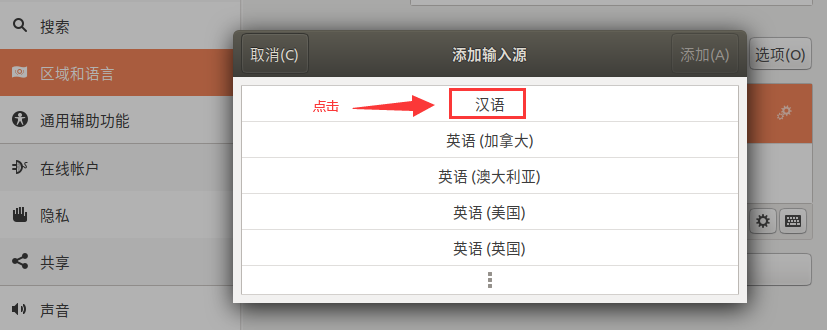 搜索
区域和语言
通用辅助功能
在线帐户
隐私
共享
声音
取消(C)
添加输入源
添加(A)
选项(O)
点击
汉语
英语 (加拿大)
英语 (澳大利亚)
英语 (美国)
英语 (英国)